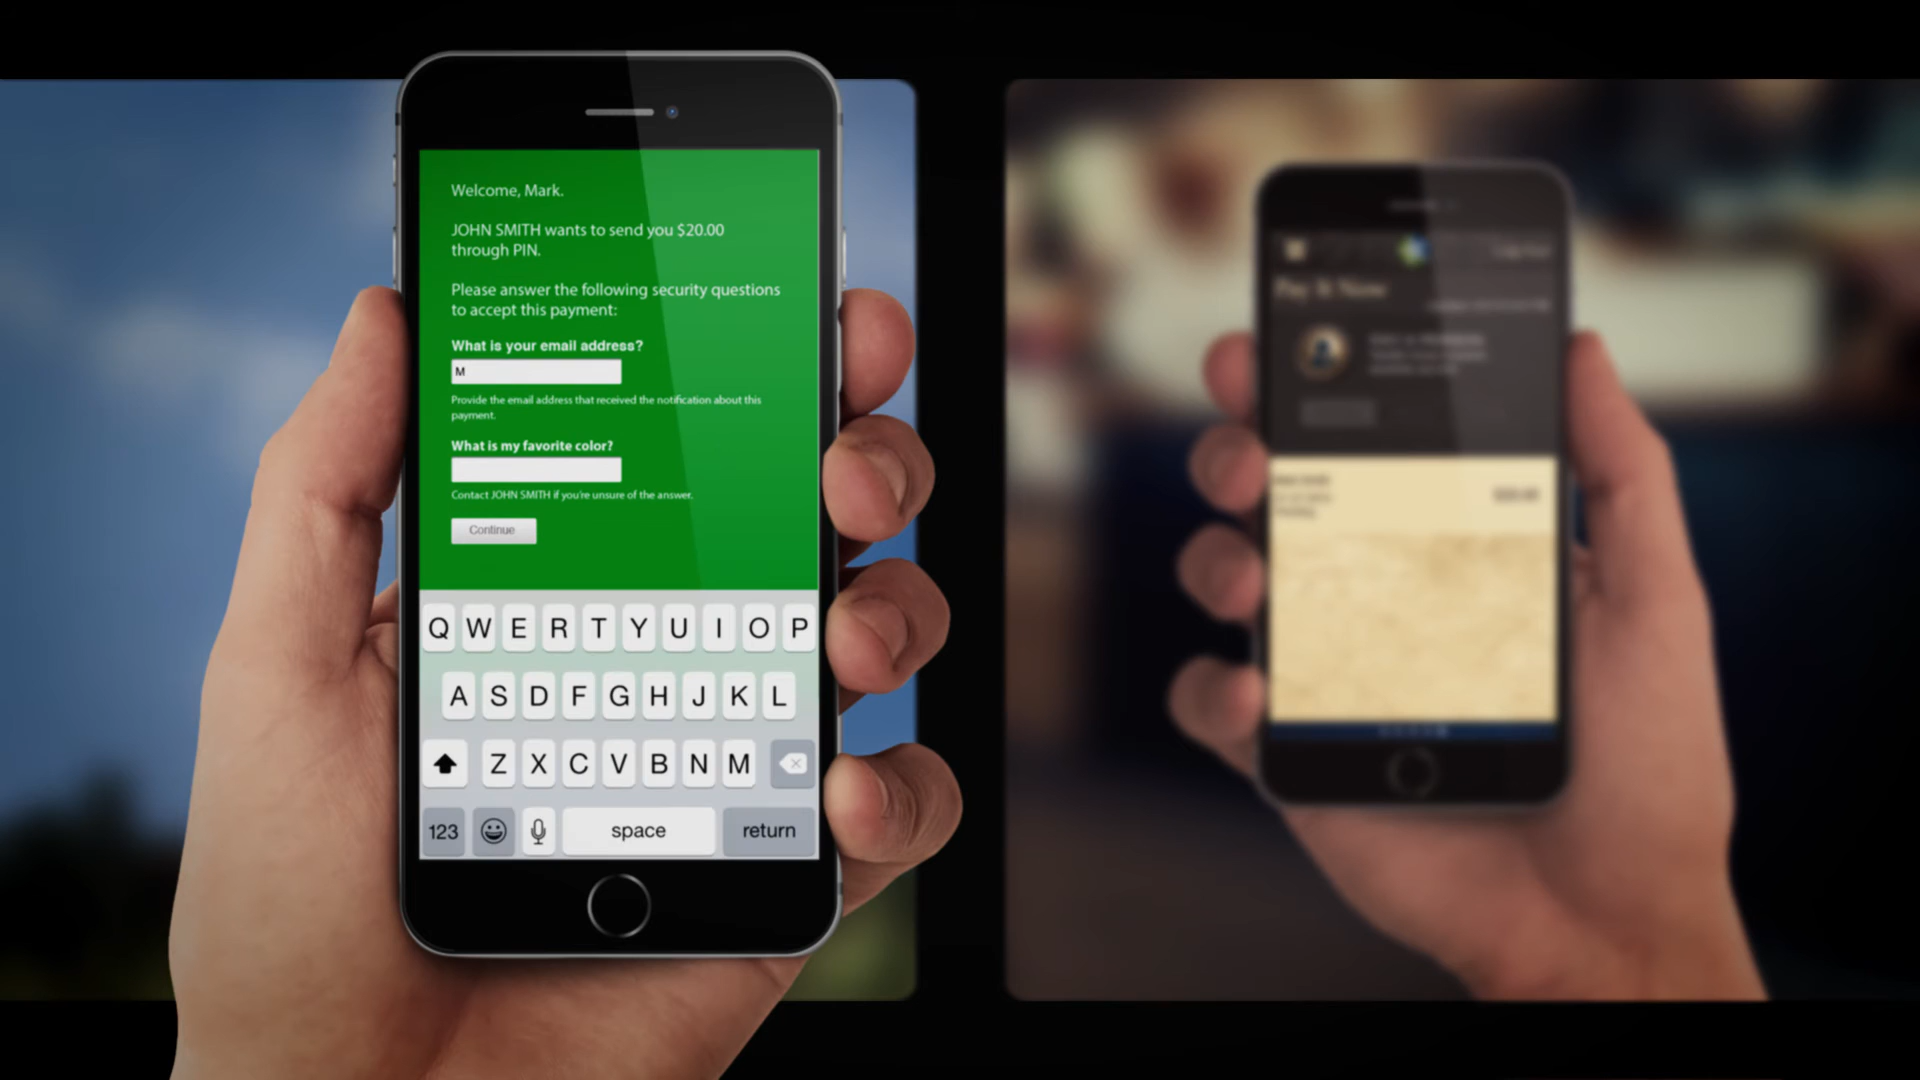 Welcome, Mark.
JOHN SMITH wants to send you $20.00
through PIN.
Please answer the following security questions
to accept this payment:
What is your email address?
M
Provide the email address that received the notification about this
payment.
What is my favorite color?
Contact JOHN SMITH if you're unsure of the answer.
Continue
Q W E R T Y U I O P
A S D F G H J K L
Z X C V B N M
123 space return
Pay It Now